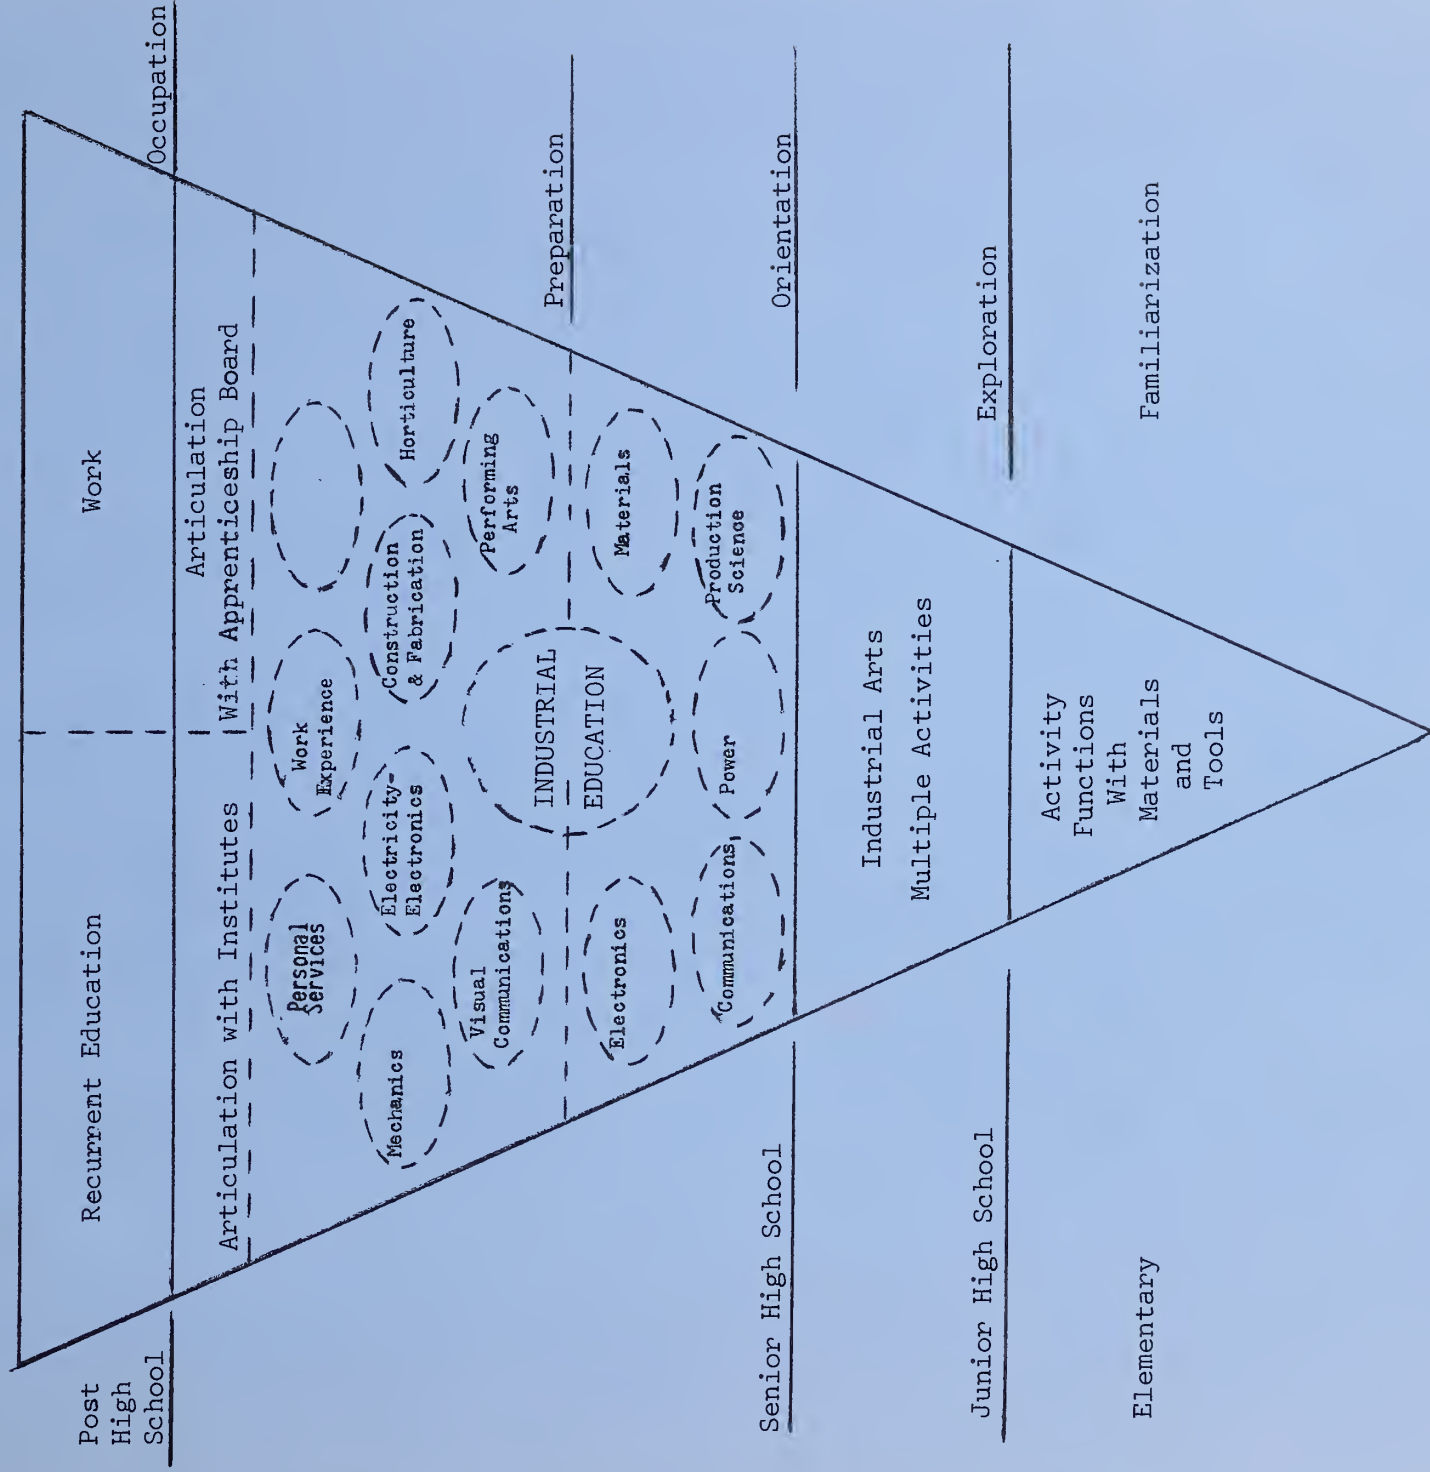 Post
High
School
Recurrent Education
Work
Occupation
Articulation with Institutes
Articulation
With Apprenticeship Board
Personal
Services
Work
Experience
Mechanics
Electricity-
Electronics
Construction
& Fabrication
Horticulture
Visual
Communications
Performing
Arts
Preparation
INDUSTRIAL
EDUCATION
Electronics
Materials
Communications
Power
Production
Science
Senior High School
Orientation
Industrial Arts
Multiple Activities
Junior High School
Exploration
Activity
Functions
With
Materials
and
Tools
Elementary
Familiarization